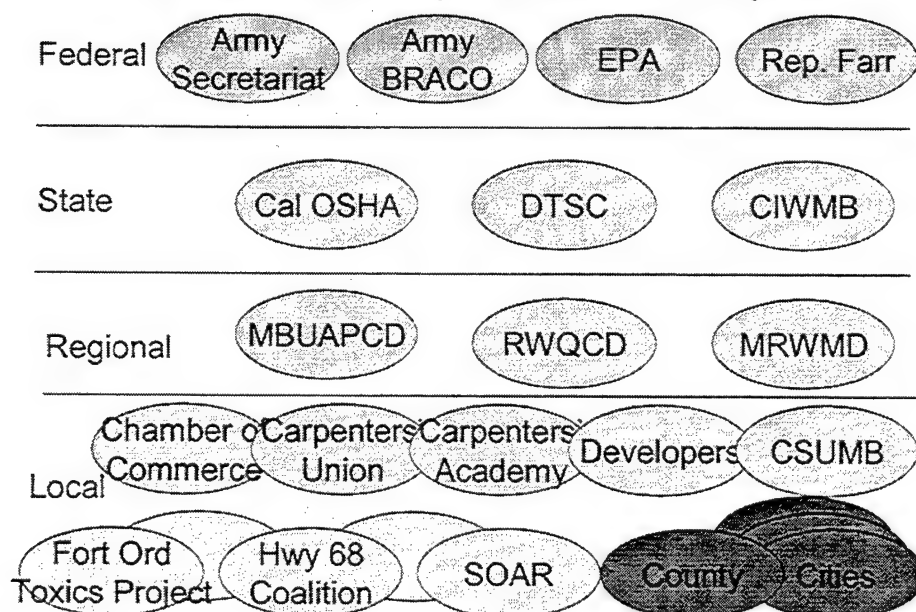 Federal
Army
Secretariat
Army
BRACO
EPA
Rep. Farr
State
Cal OSHA
DTSC
CIWMB
Regional
MBUAPCD
RWQCD
MRWMD
Local
Chamber of
Commerce
Carpenters'
Union
Carpenters'
Academy
Developers
CSUMB
Fort Ord
Toxics Project
Hwy 68
Coalition
SOAR
County
Cities